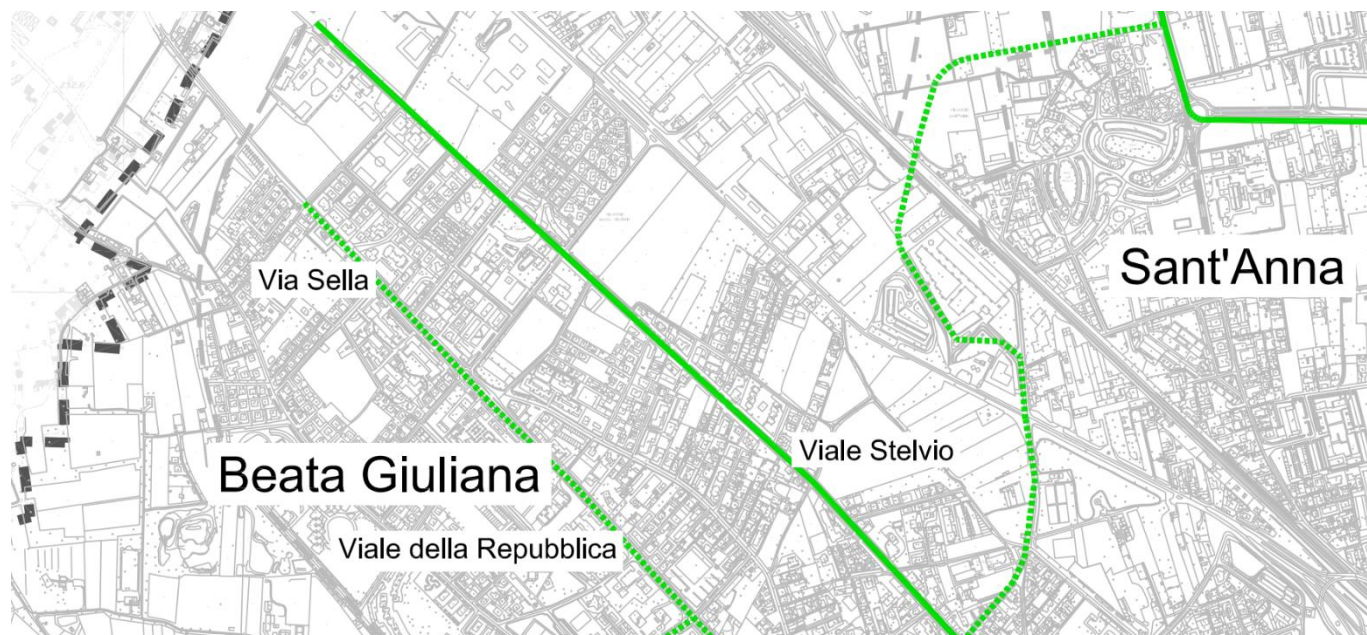 Sant'Anna
Via Sella
Viale Stelvio
Beata Giuliana
Viale della Repubblica